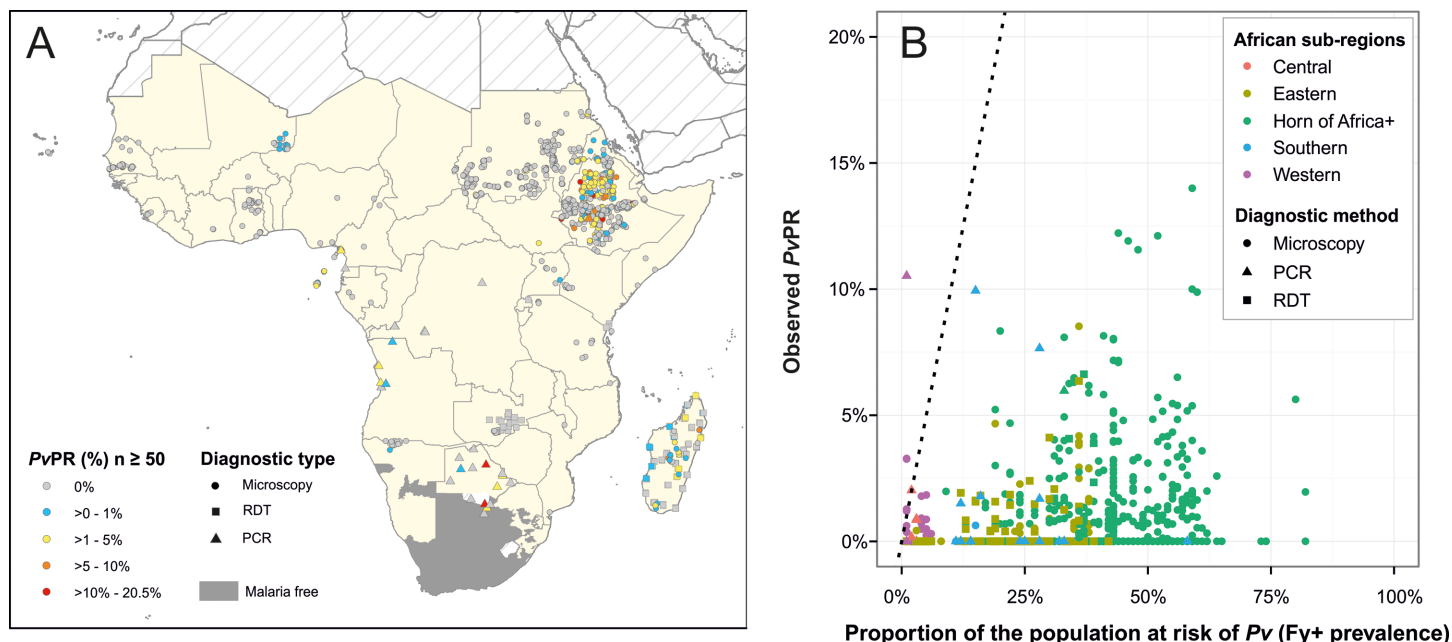 A
PvPR (%) n ≥ 50
0%
>0 - 1%
>1 - 5%
>5 - 10%
>10% - 20.5%
Diagnostic type
Microscopy
RDT
PCR
Malaria free
B
Observed PvPR
20%
15%
10%
5%
0%
African sub-regions
Central
Eastern
Horn of Africa+
Southern
Western
Diagnostic method
Microscopy
PCR
RDT
0% 25% 50% 75% 100%
Proportion of the population at risk of Pv (Fy+ prevalence)